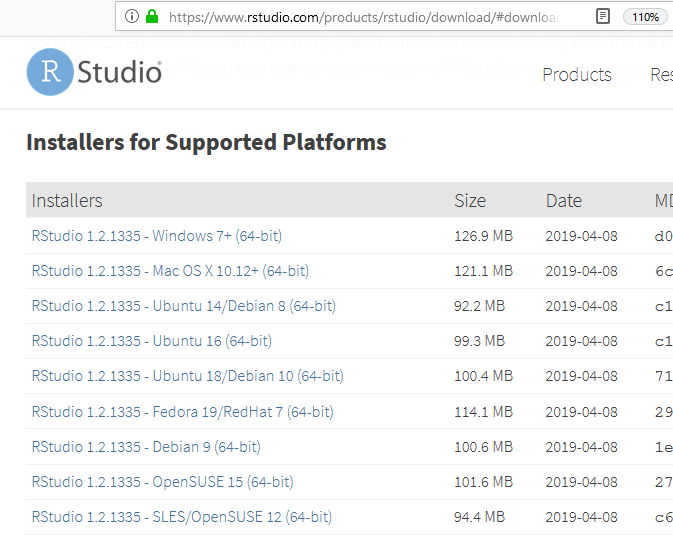 https://www.rstudio.com/products/rstudio/download/#downloa
110%
R Studio
Products Res
Installers for Supported Platforms
Installers Size Date MD
RStudio 1.2.1335 - Windows 7+ (64-bit) 126.9 MB 2019-04-08 d0
RStudio 1.2.1335 - Mac OS X 10.12+ (64-bit) 121.1 MB 2019-04-08 6c
RStudio 1.2.1335 - Ubuntu 14/Debian 8 (64-bit) 92.2 MB 2019-04-08 c1
RStudio 1.2.1335 - Ubuntu 16 (64-bit) 99.3 MB 2019-04-08 c1
RStudio 1.2.1335 - Ubuntu 18/Debian 10 (64-bit) 100.4 MB 2019-04-08 71
RStudio 1.2.1335 - Fedora 19/RedHat 7 (64-bit) 114.1 MB 2019-04-08 29
RStudio 1.2.1335 - Debian 9 (64-bit) 100.6 MB 2019-04-08 1e
RStudio 1.2.1335 - OpenSUSE 15 (64-bit) 101.6 MB 2019-04-08 27
RStudio 1.2.1335 - SLES/OpenSUSE 12 (64-bit) 94.4 MB 2019-04-08 c6